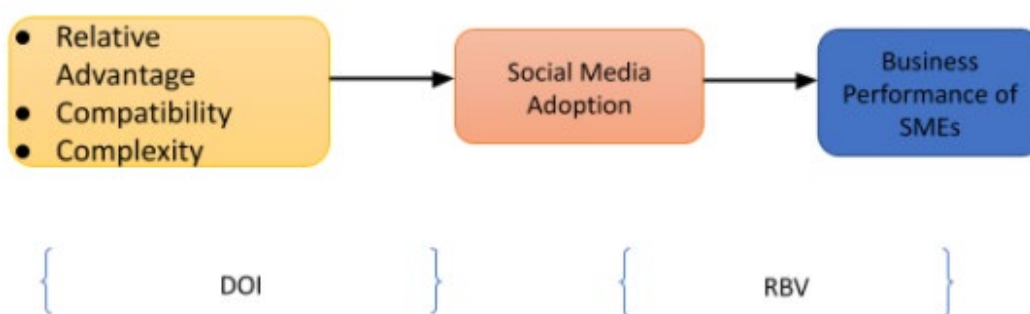 ● Relative
Advantage
● Compatibility
● Complexity
Social Media
Adoption
Business
Performance of
SMEs
{ DOI }
{ RBV }